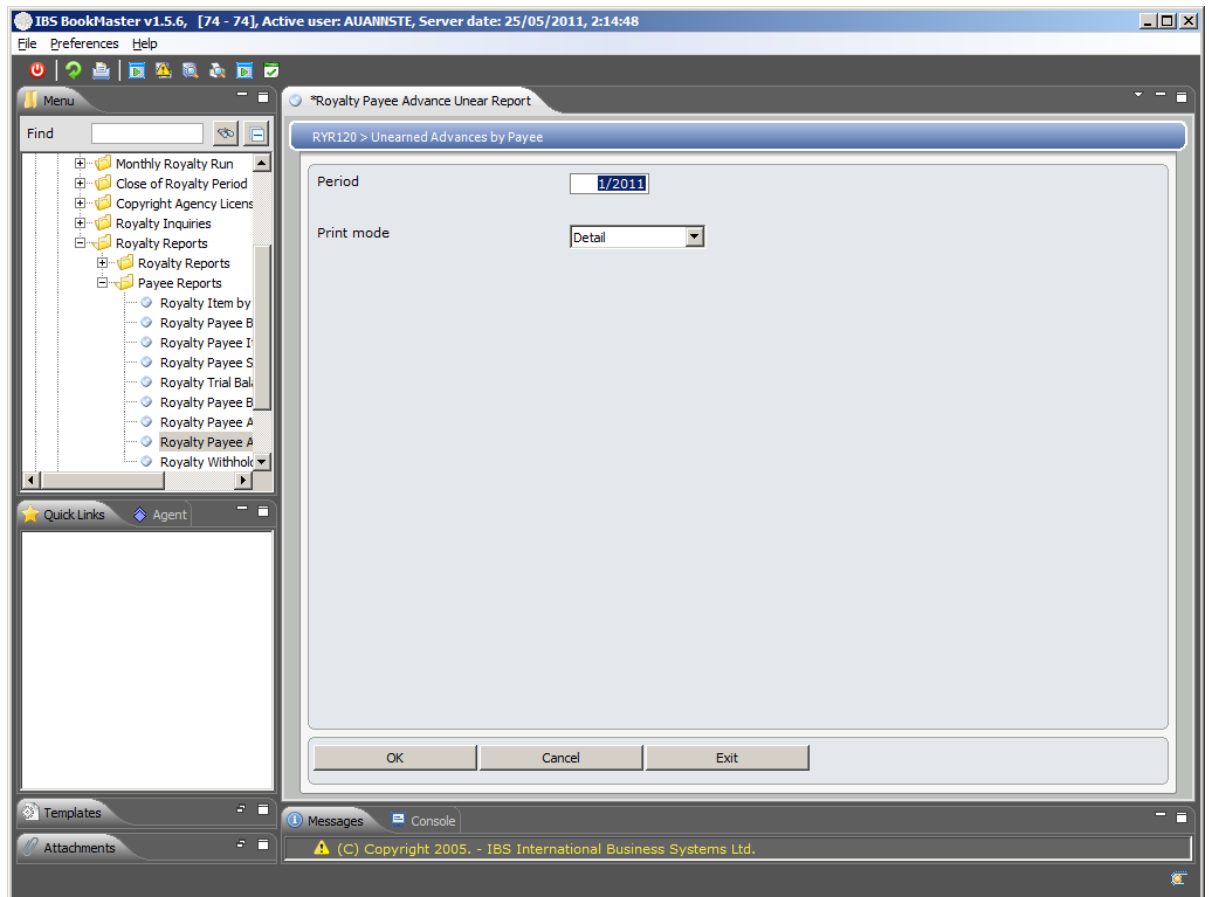 IBS BookMaster v1.5.6, [74 - 74], Active user: AUANNSTE, Server date: 25/05/2011, 2:14:48
File Preferences Help
Menu
Find
Monthly Royalty Run
Close of Royalty Period
Copyright Agency Licens
Royalty Inquiries
Royalty Reports
Royalty Reports
Payee Reports
Royalty Item by
Royalty Payee B
Royalty Payee I
Royalty Payee S
Royalty Trial Bal
Royalty Payee B
Royalty Payee A
Royalty Payee A
Royalty Withhol
Quick Links Agent
Templates
Attachments
*Royalty Payee Advance Unear Report
RYR120 > Unearned Advances by Payee
Period 1/2011
Print mode Detail
OK Cancel Exit
Messages Console
(C) Copyright 2005. - IBS International Business Systems Ltd.